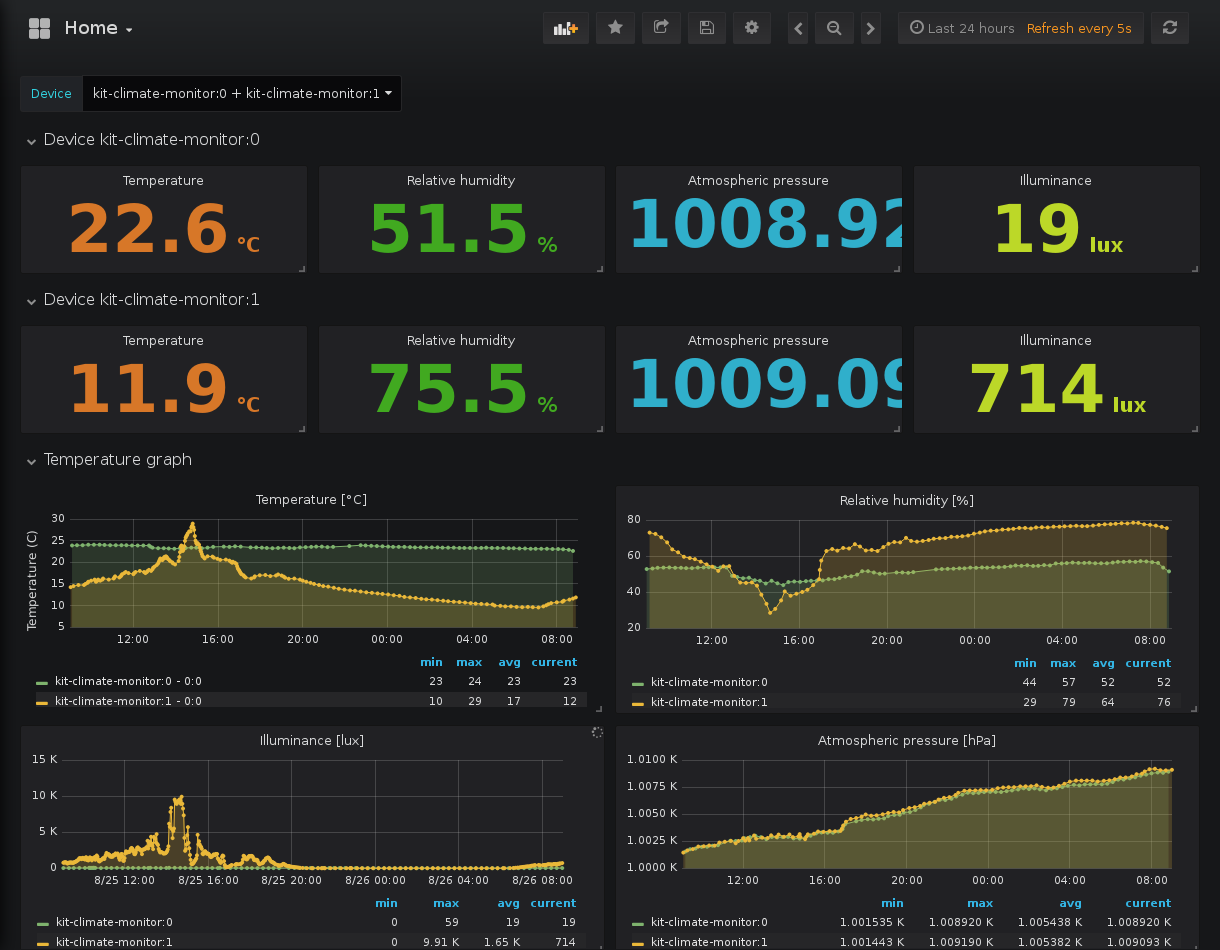 Home
Last 24 hours Refresh every 5s
Device kit-climate-monitor:0 + kit-climate-monitor:1
Device kit-climate-monitor:0
Temperature Relative humidity Atmospheric pressure Illuminance
22.6 °C 51.5 % 1008.92 19 lux
Device kit-climate-monitor:1
Temperature Relative humidity Atmospheric pressure Illuminance
11.9 °C 75.5 % 1009.09 714 lux
Temperature graph
Temperature [°C]
Temperature (C)
30
25
20
15
10
5
12:00 16:00 20:00 00:00 04:00 08:00
min max avg current
kit-climate-monitor:0 - 0:0 23 24 23 23
kit-climate-monitor:1 - 0:0 10 29 17 12
Relative humidity [%]
80
60
40
20
12:00 16:00 20:00 00:00 04:00 08:00
min max avg current
kit-climate-monitor:0 44 57 52 52
kit-climate-monitor:1 29 79 64 76
Illuminance [lux]
15 K
10 K
5 K
0
8/25 12:00 8/25 16:00 8/25 20:00 8/26 00:00 8/26 04:00 8/26 08:00
min max avg current
kit-climate-monitor:0 0 59 19 19
kit-climate-monitor:1 0 9.91 K 1.65 K 714
Atmospheric pressure [hPa]
1.0100 K
1.0075 K
1.0050 K
1.0025 K
1.0000 K
12:00 16:00 20:00 00:00 04:00 08:00
min max avg current
kit-climate-monitor:0 1.001535 K 1.008920 K 1.005438 K 1.008920 K
kit-climate-monitor:1 1.001443 K 1.009190 K 1.005382 K 1.009093 K